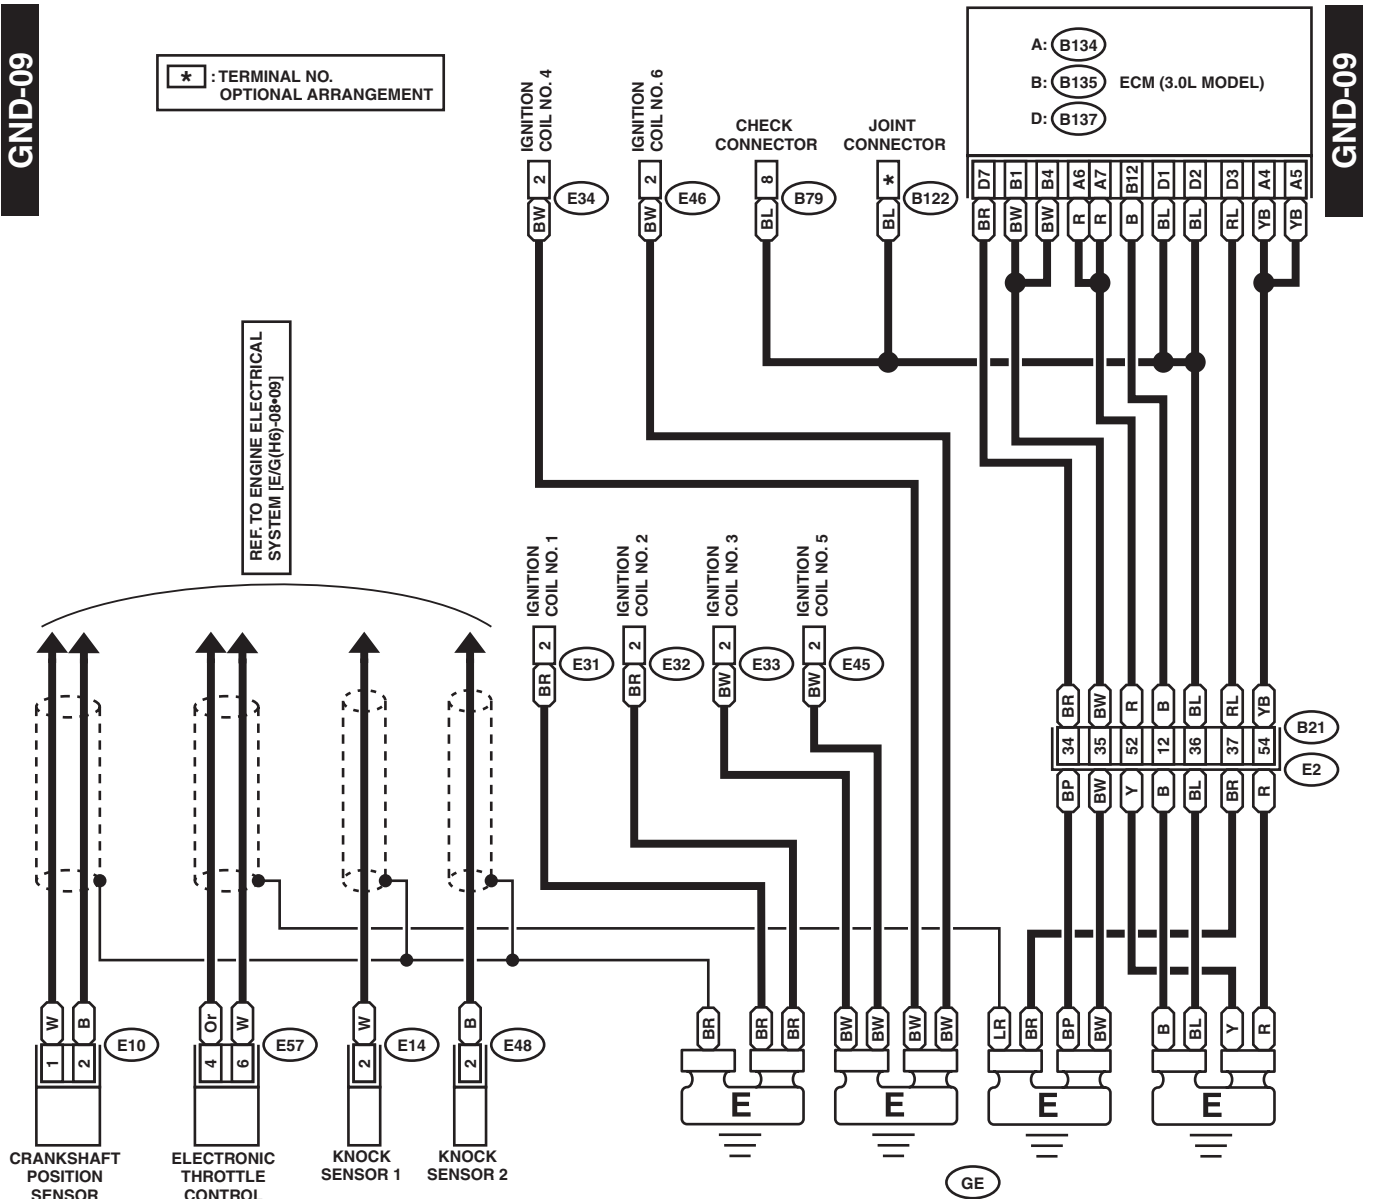 GND-09
GND-09
* : TERMINAL NO.
OPTIONAL ARRANGEMENT
A: B134
B: B135 ECM (3.0L MODEL)
D: B137
IGNITION
COIL NO. 4
IGNITION
COIL NO. 6
CHECK
CONNECTOR
JOINT
CONNECTOR
2 E34
2 E46
8 B79
* B122
D7 B1 B4 A6 A7 B12 D1 D2 D3 A4 A5
BW BW BL BL BR BW BW R R B BL BL RL YB YB
REF. TO ENGINE ELECTRICAL
SYSTEM [E/G(H6)-08•09]
IGNITION
COIL NO. 1
IGNITION
COIL NO. 2
IGNITION
COIL NO. 3
IGNITION
COIL NO. 5
2 E31
2 E32
2 E33
2 E45
BR BR BW BW
BR BW R B BL RL YB
34 35 52 12 36 37 54
B21
E2
BP BW Y B BL BR R
W B Or W W B
1 2 E10
4 6 E57
2 E14
2 E48
BR BR BR BW BW BW BW LR BR BP BW B BL Y R
E E E E
CRANKSHAFT
POSITION
SENSOR
ELECTRONIC
THROTTLE
CONTROL
KNOCK
SENSOR 1
KNOCK
SENSOR 2
GE